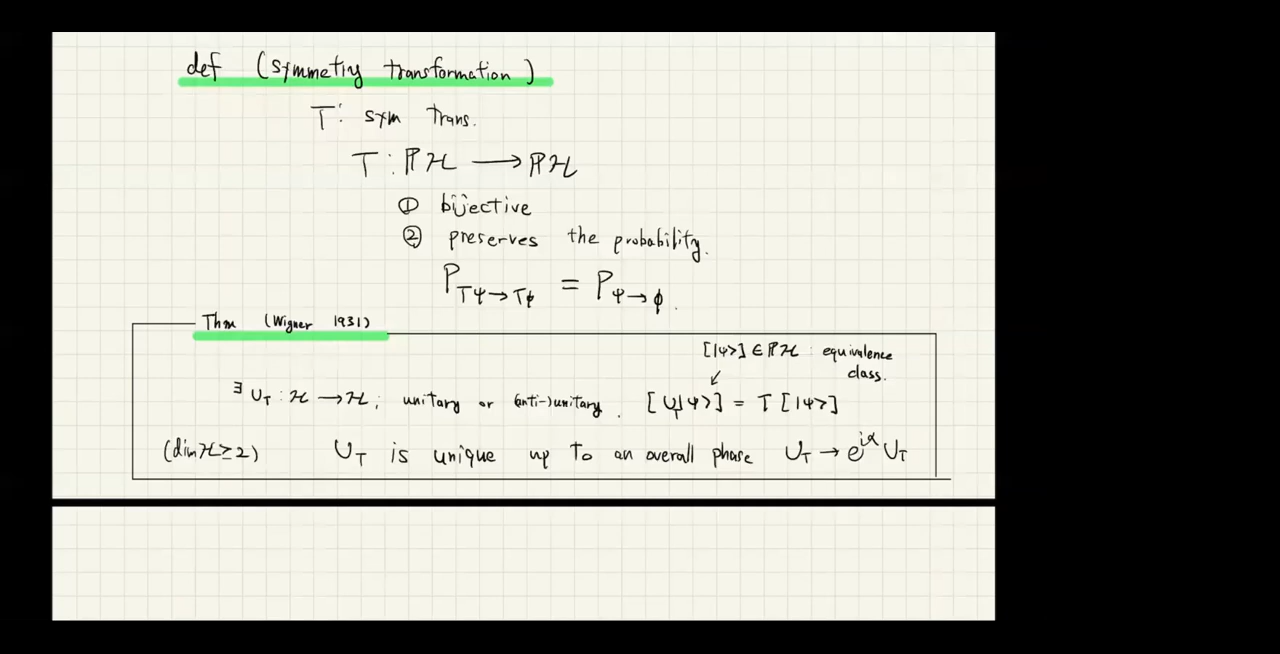 def (symmetry transformation)
T: sym trans.
T: ℙℋ ⟶ ℙℋ
① bijective
② preserves the probability.
P_{Tψ→Tϕ} = P_{ψ→ϕ}.
Thm (Wigner 1931)
[|ψ>] ∈ ℙℋ : equivalence
class.
↙
∃ U_T : ℋ → ℋ; unitary or (anti-)unitary. [U_T|ψ>] = T[|ψ>]
(dim ℋ ≥ 2) U_T is unique up to an overall phase U_T → e^{iα} U_T